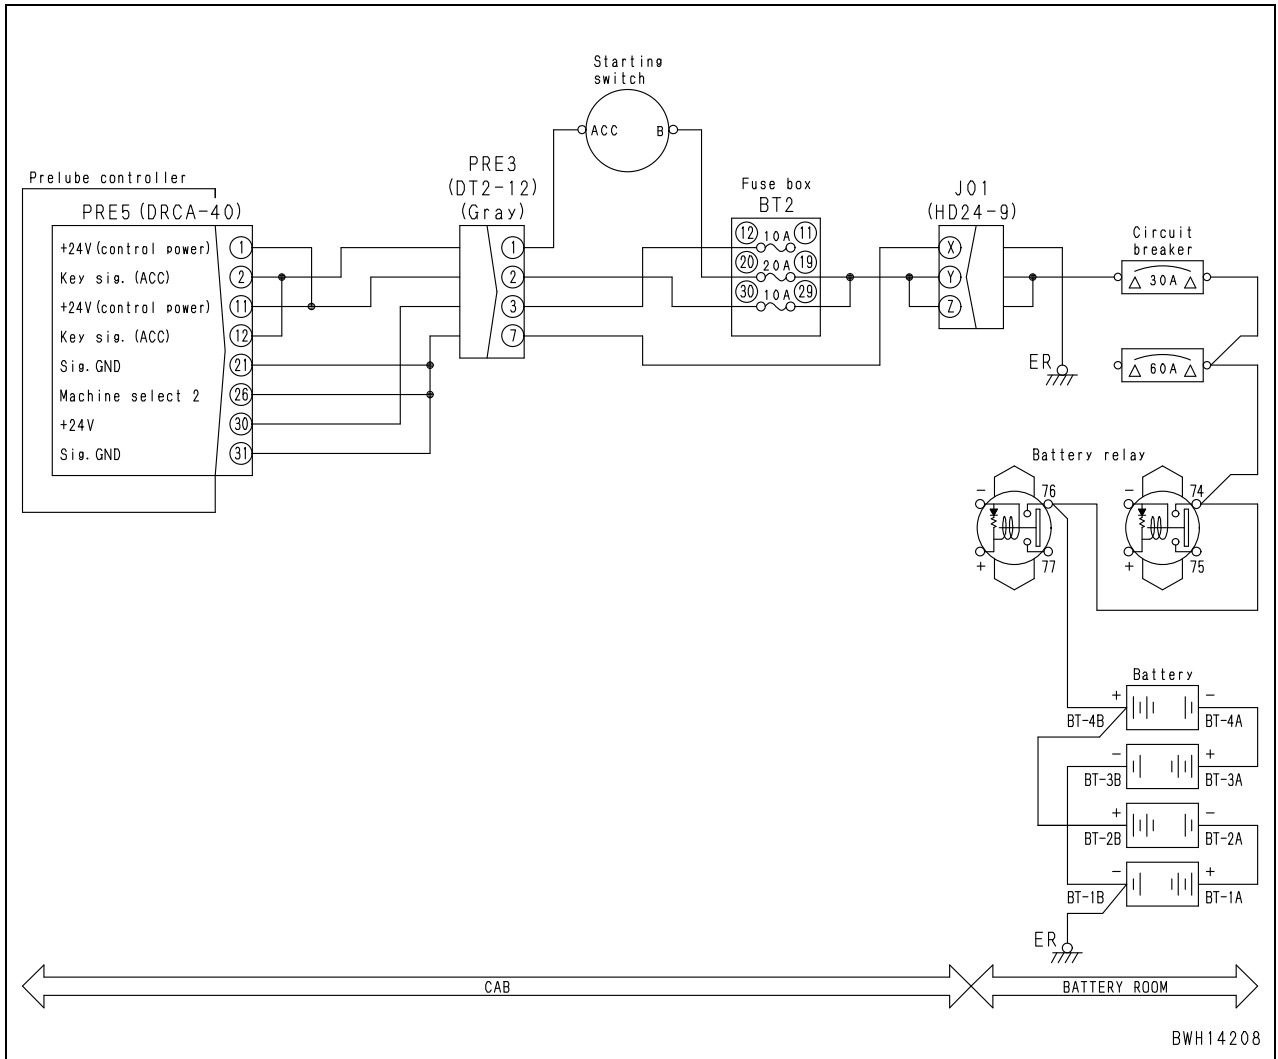 Starting
switch
ACC
B
Prelube controller
PRE5 (DRCA-40)
+24V (control power)
1
Key sig. (ACC)
2
+24V (control power)
11
Key sig. (ACC)
12
Sig. GND
21
Machine select 2
26
+24V
30
Sig. GND
31
PRE3
(DT2-12)
(Gray)
1
2
3
7
Fuse box
BT2
12
10A
11
20
20A
19
30
10A
29
J01
(HD24-9)
X
Y
Z
ER
Circuit
breaker
30A
60A
Battery relay
-
76
+
77
-
74
+
75
Battery
+
-
BT-4B
BT-4A
-
+
BT-3B
BT-3A
+
-
BT-2B
BT-2A
-
+
BT-1B
BT-1A
ER
CAB
BATTERY ROOM
BWH14208